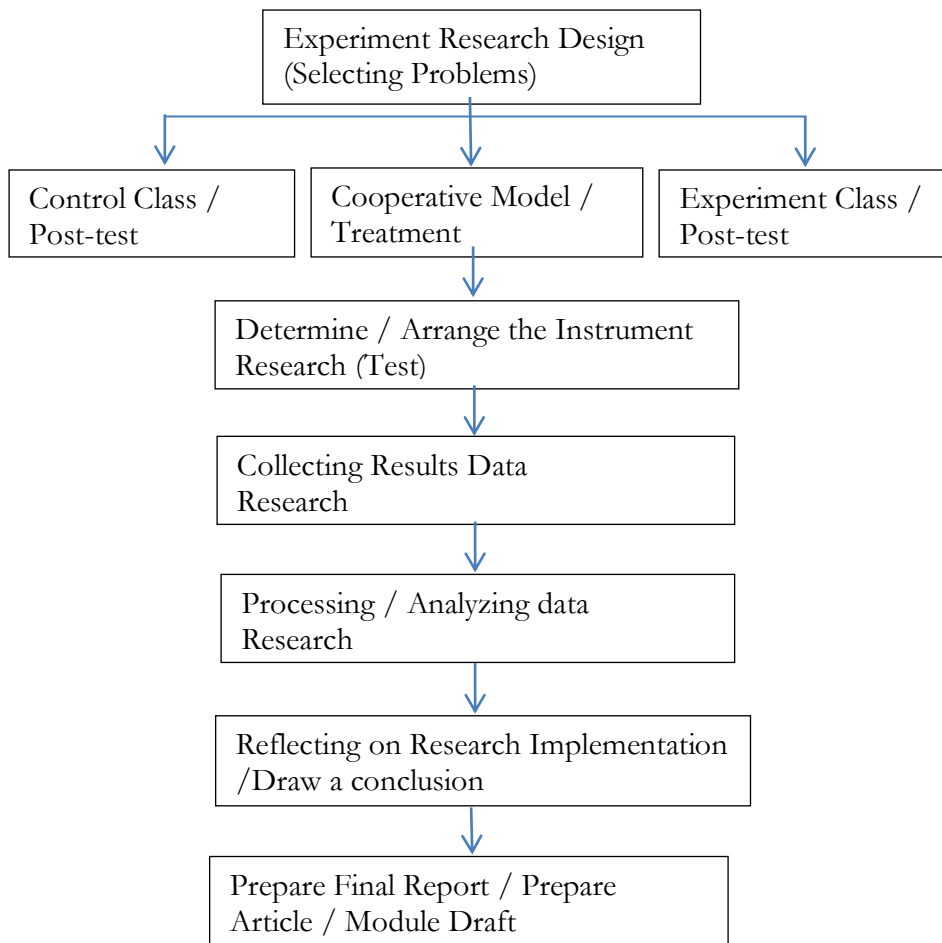 Experiment Research Design
(Selecting Problems)
Control Class /
Post-test
Cooperative Model /
Treatment
Experiment Class /
Post-test
Determine / Arrange the Instrument
Research (Test)
Collecting Results Data
Research
Processing / Analyzing data
Research
Reflecting on Research Implementation
/Draw a conclusion
Prepare Final Report / Prepare
Article / Module Draft